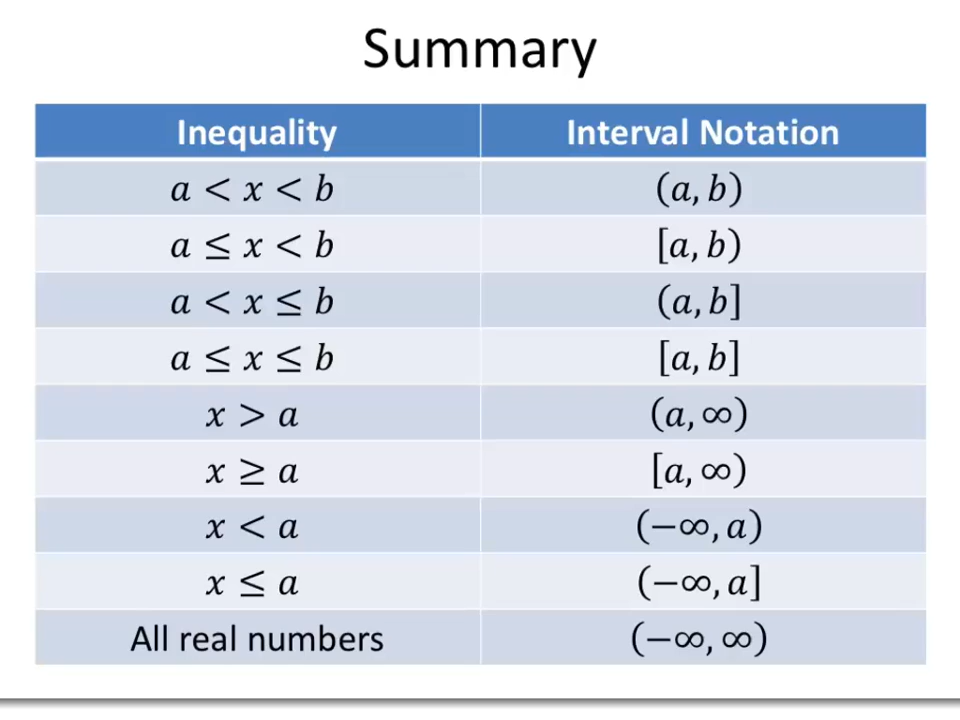 Summary
Inequality Interval Notation
a < x < b (a, b)
a ≤ x < b [a, b)
a < x ≤ b (a, b]
a ≤ x ≤ b [a, b]
x > a (a, ∞)
x ≥ a [a, ∞)
x < a (−∞, a)
x ≤ a (−∞, a]
All real numbers (−∞, ∞)